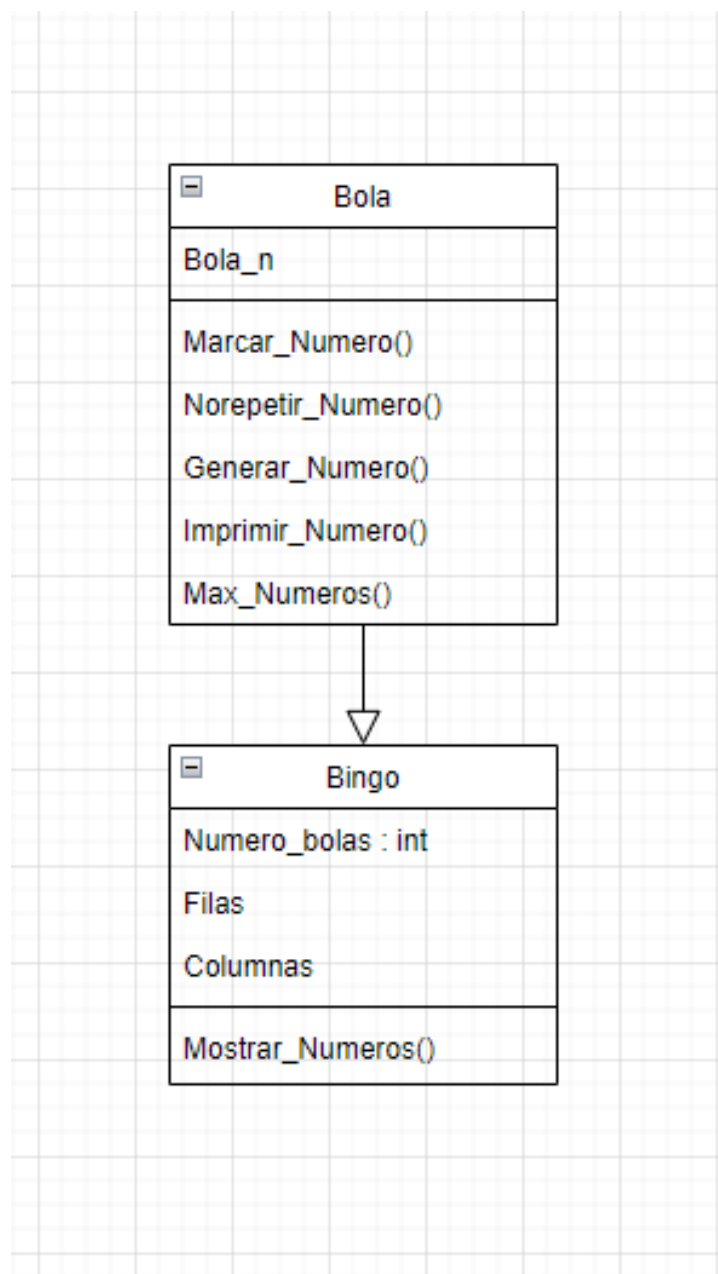 Bola
Bola_n
Marcar_Numero()
Norepetir_Numero()
Generar_Numero()
Imprimir_Numero()
Max_Numeros()
Bingo
Numero_bolas : int
Filas
Columnas
Mostrar_Numeros()